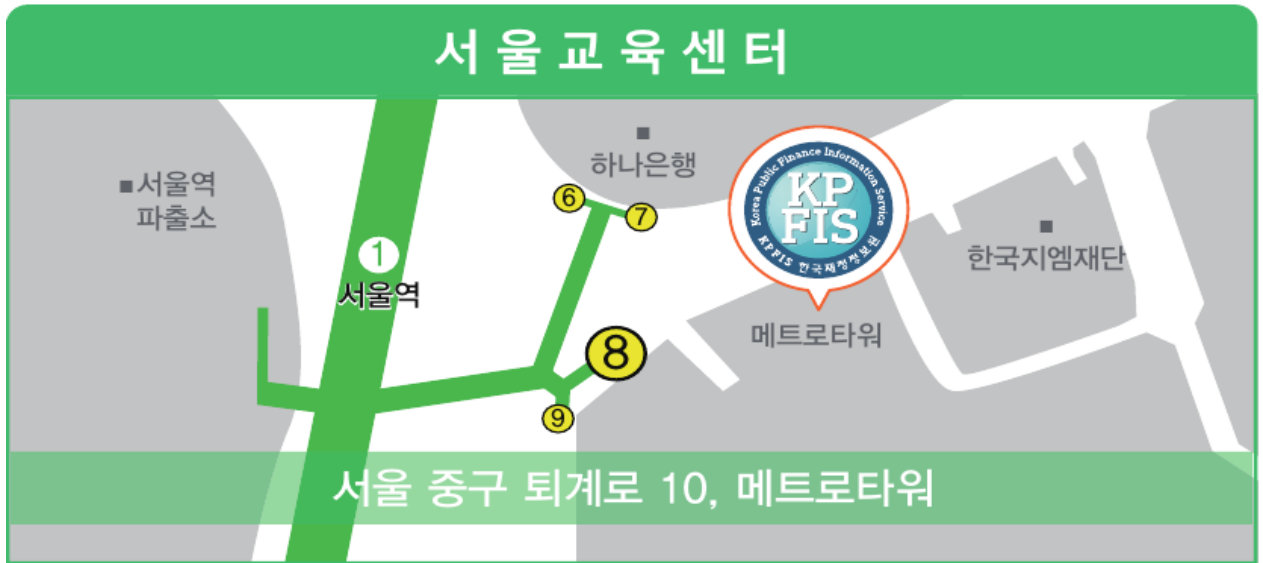 서울교육센터
■서울역
파출소
■
하나은행
1
서울역
6
7
8
9
Korea Public Finance Information Service
KP
FIS
KPFIS 한국재정정보원
메트로타워
■
한국지엠재단
서울 중구 퇴계로 10, 메트로타워